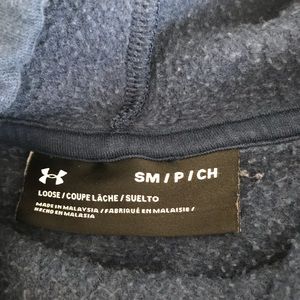 SM / P / CH
LOOSE / COUPE LÂCHE / SUELTO
MADE IN MALAYSIA / FABRIQUÉ EN MALAISIE /
HECHO EN MALASIA